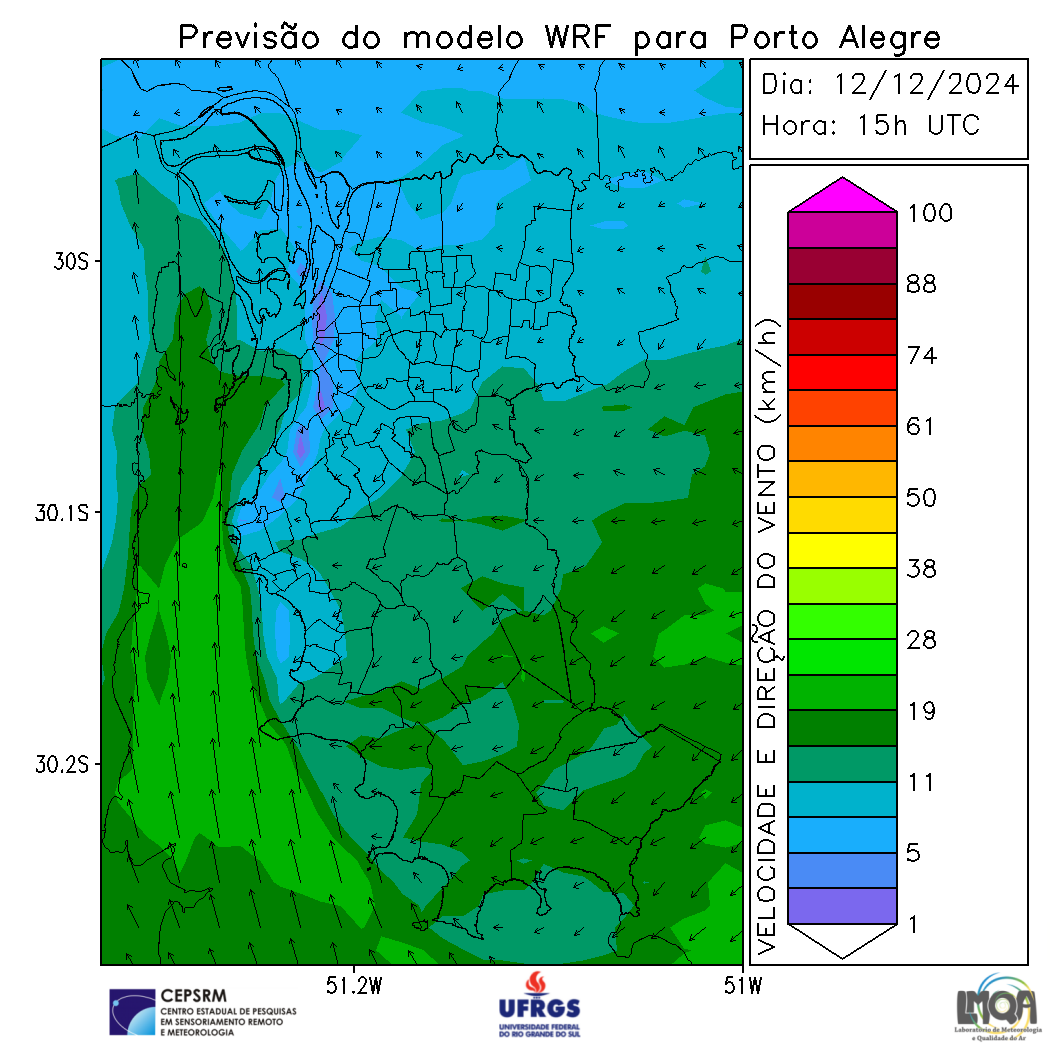 Previsão do modelo WRF para Porto Alegre
Dia: 12/12/2024
Hora: 15h UTC
30S
30.1S
30.2S
51.2W
51W
VELOCIDADE E DIREÇÃO DO VENTO (km/h)
100
88
74
61
50
38
28
19
11
5
1
CEPSRM
CENTRO ESTADUAL DE PESQUISAS
EM SENSORIAMENTO REMOTO
E METEOROLOGIA
UFRGS
UNIVERSIDADE FEDERAL
DO RIO GRANDE DO SUL
LMQA
Laboratório de Meteorologia
e Qualidade do Ar